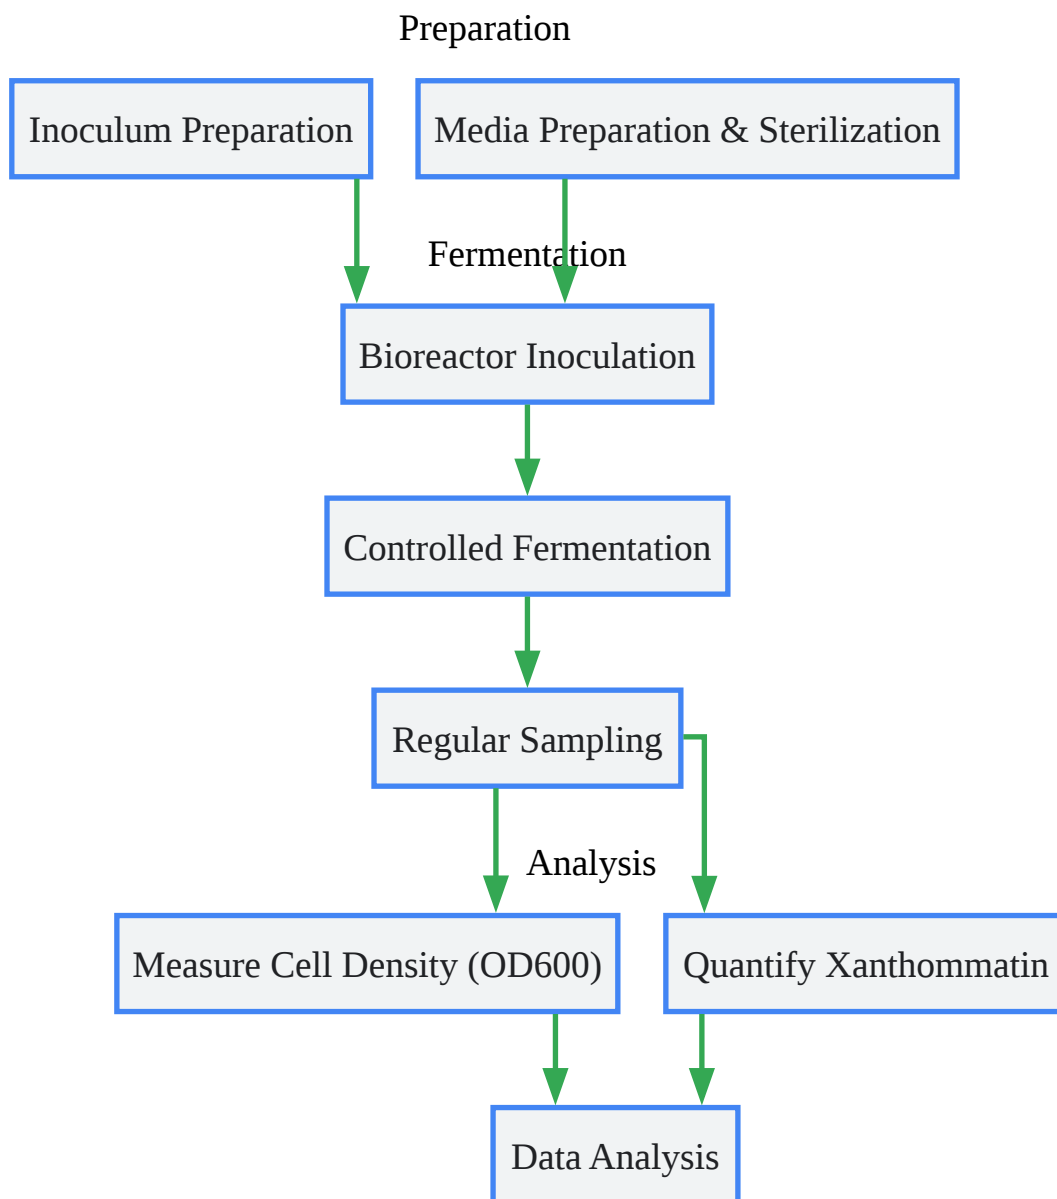 Preparation
Inoculum Preparation
Media Preparation & Sterilization
Fermentation
Bioreactor Inoculation
Controlled Fermentation
Regular Sampling
Analysis
Measure Cell Density (OD600)
Quantify Xanthommatin
Data Analysis